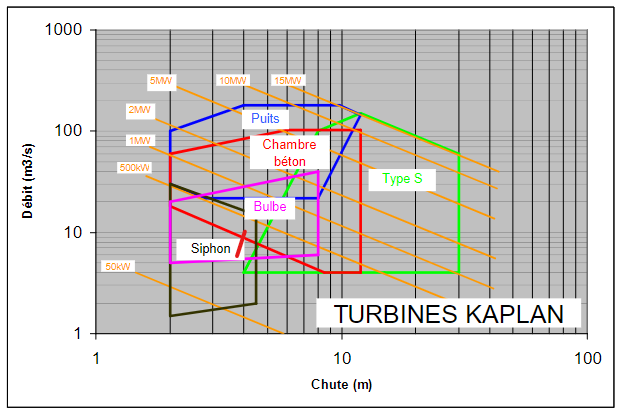 1000
5MW
10MW
15MW
2MW
Puits
100
1MW
Chambre
béton
500kW
Type S
Débit (m3/s)
Bulbe
10
Siphon
50kW
TURBINES KAPLAN
1
1
10
100
Chute (m)